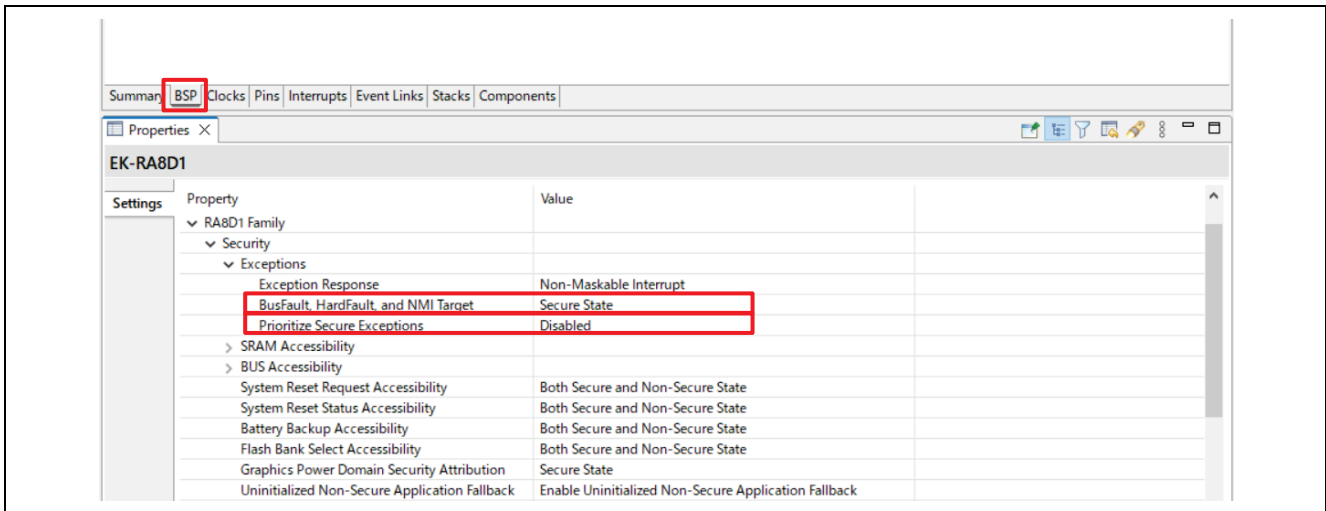 Summary BSP Clocks Pins Interrupts Event Links Stacks Components
Properties
EK-RA8D1
Settings
Property Value
RA8D1 Family
Security
Exceptions
Exception Response Non-Maskable Interrupt
BusFault, HardFault, and NMI Target Secure State
Prioritize Secure Exceptions Disabled
SRAM Accessibility
BUS Accessibility
System Reset Request Accessibility Both Secure and Non-Secure State
System Reset Status Accessibility Both Secure and Non-Secure State
Battery Backup Accessibility Both Secure and Non-Secure State
Flash Bank Select Accessibility Both Secure and Non-Secure State
Graphics Power Domain Security Attribution Secure State
Uninitialized Non-Secure Application Fallback Enable Uninitialized Non-Secure Application Fallback